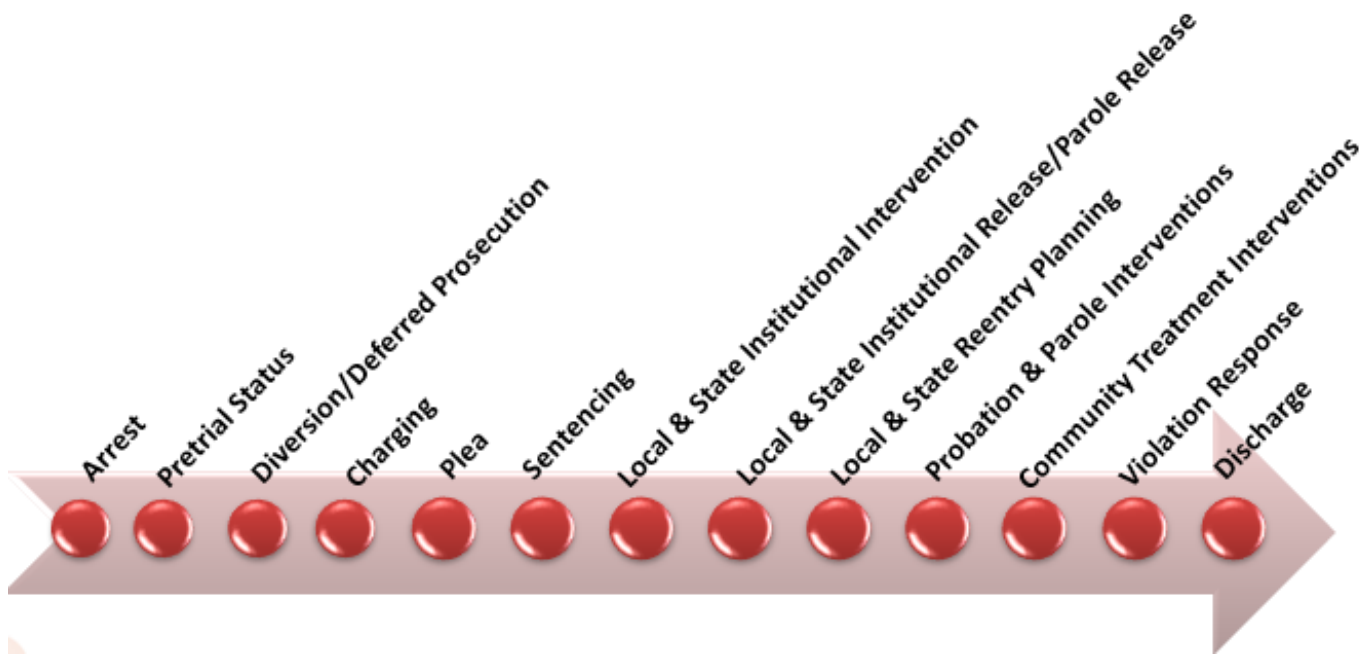 Arrest
Pretrial Status
Diversion/Deferred Prosecution
Charging
Plea
Sentencing
Local & State Institutional Intervention
Local & State Institutional Release/Parole Release
Local & State Reentry Planning
Probation & Parole Interventions
Community Treatment Interventions
Violation Response
Discharge